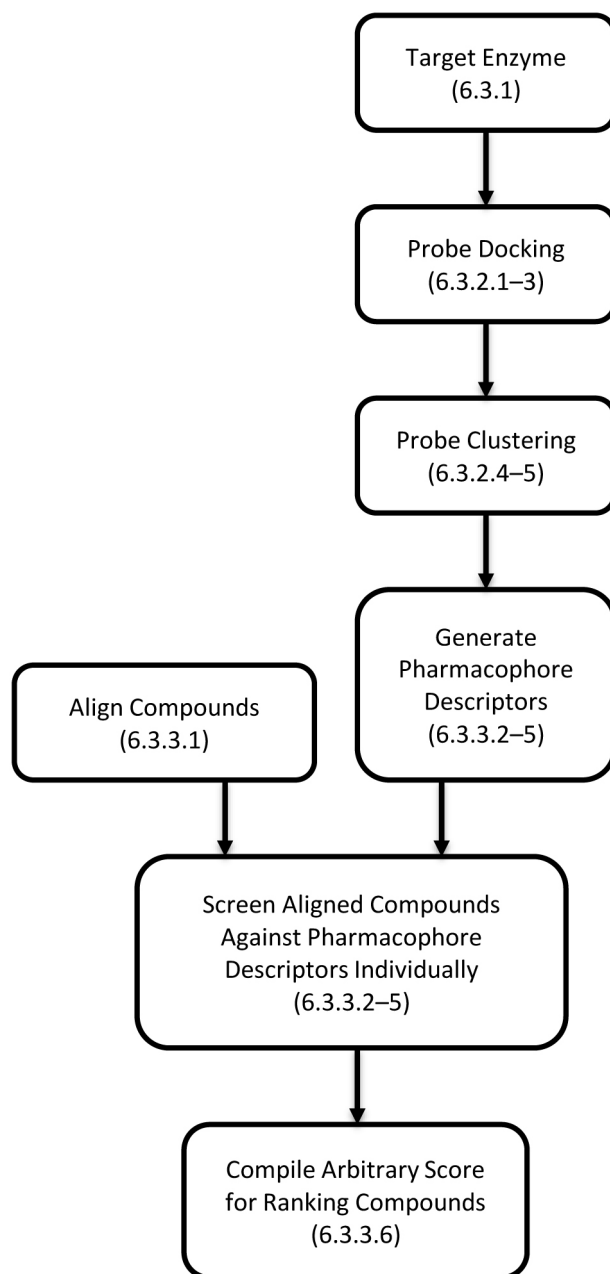 Target Enzyme
(6.3.1)
Probe Docking
(6.3.2.1–3)
Probe Clustering
(6.3.2.4–5)
Generate
Pharmacophore
Descriptors
(6.3.3.2–5)
Align Compounds
(6.3.3.1)
Screen Aligned Compounds
Against Pharmacophore
Descriptors Individually
(6.3.3.2–5)
Compile Arbitrary Score
for Ranking Compounds
(6.3.3.6)